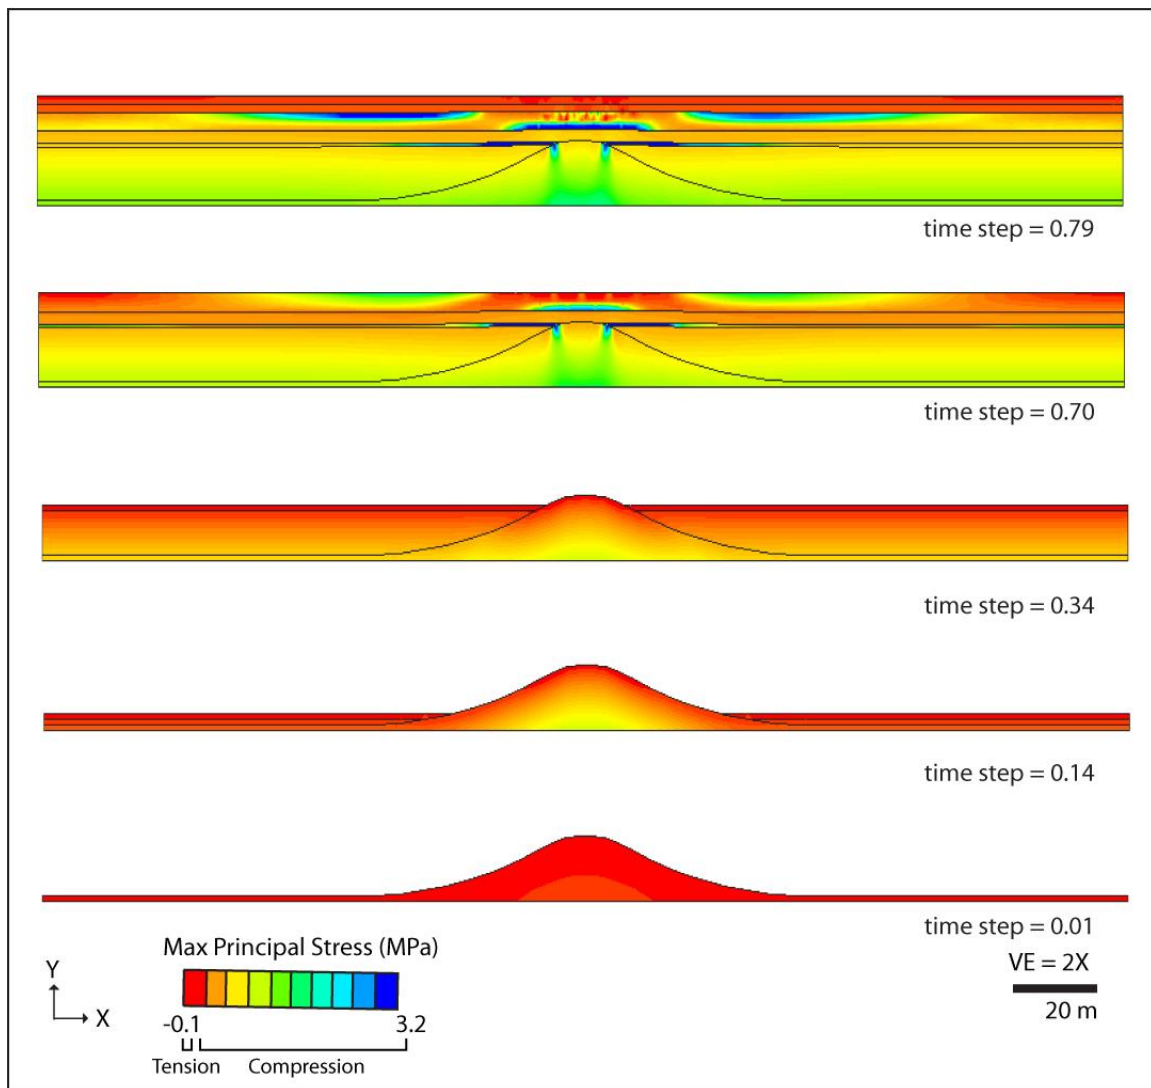 time step = 0.79
time step = 0.70
time step = 0.34
time step = 0.14
time step = 0.01
Max Principal Stress (MPa)
VE = 2X
Y
X
20 m
-0.1
3.2
Tension
Compression